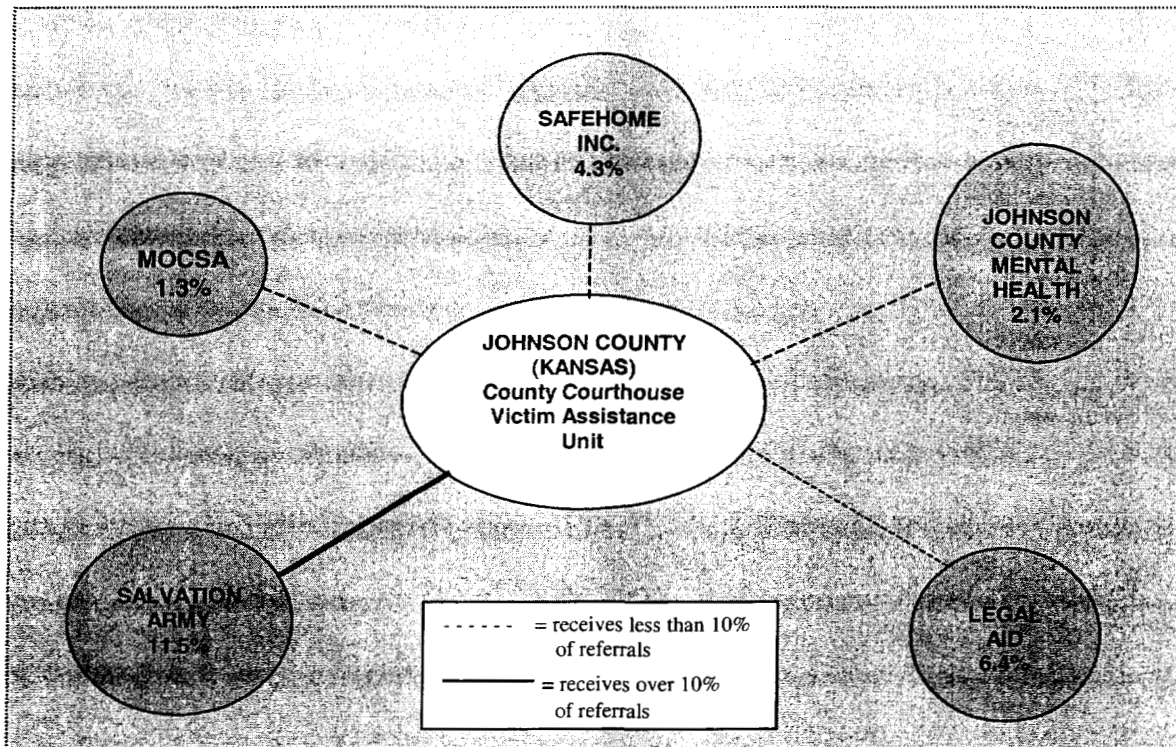 SAFEHOME
INC.
4.3%
MOCSA
1.3%
JOHNSON
COUNTY
MENTAL
HEALTH
2.1%
JOHNSON COUNTY
(KANSAS)
County Courthouse
Victim Assistance
Unit
SALVATION
ARMY
11.5%
LEGAL
AID
6.4%
- - - - - - = receives less than 10%
of referrals
= receives over 10%
of referrals